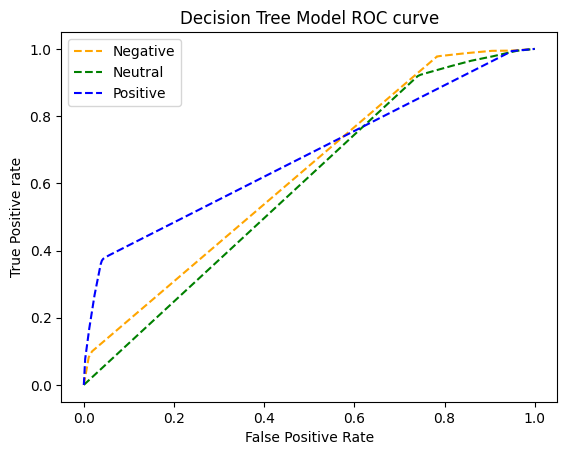 Decision Tree Model ROC curve
Negative
Neutral
Positive
True Positive rate
1.0
0.8
0.6
0.4
0.2
0.0
0.0 0.2 0.4 0.6 0.8 1.0
False Positive Rate